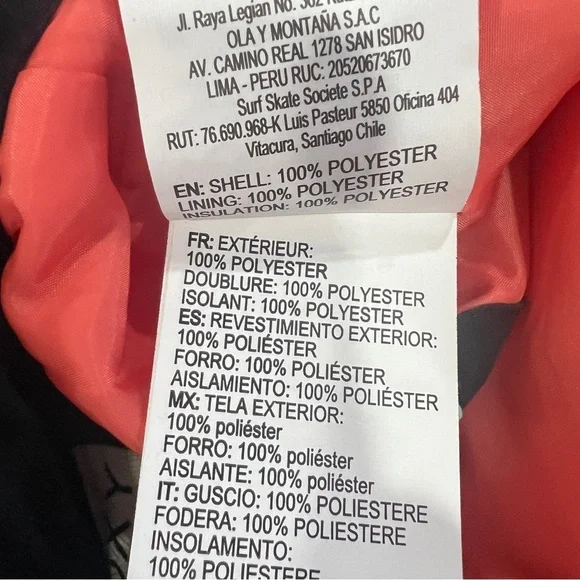 Jl. Raya Legian No.
OLA Y MONTAÑA S.A.C
AV. CAMINO REAL 1278 SAN ISIDRO
LIMA - PERU RUC: 20520673670
Surf Skate Societe S.P.A
RUT: 76.690.968-K Luis Pasteur 5850 Oficina 404
Vitacura, Santiago Chile
EN: SHELL: 100% POLYESTER
LINING: 100% POLYESTER
INSULATION: 100% POLYESTER
FR: EXTÉRIEUR:
100% POLYESTER
DOUBLURE: 100% POLYESTER
ISOLANT: 100% POLYESTER
ES: REVESTIMIENTO EXTERIOR:
100% POLIÉSTER
FORRO: 100% POLIÉSTER
AISLAMIENTO: 100% POLIÉSTER
MX: TELA EXTERIOR:
100% poliéster
FORRO: 100% poliéster
AISLANTE: 100% poliéster
IT: GUSCIO: 100% POLIESTERE
FODERA: 100% POLIESTERE
INSOLAMENTO:
100% POLIESTERE